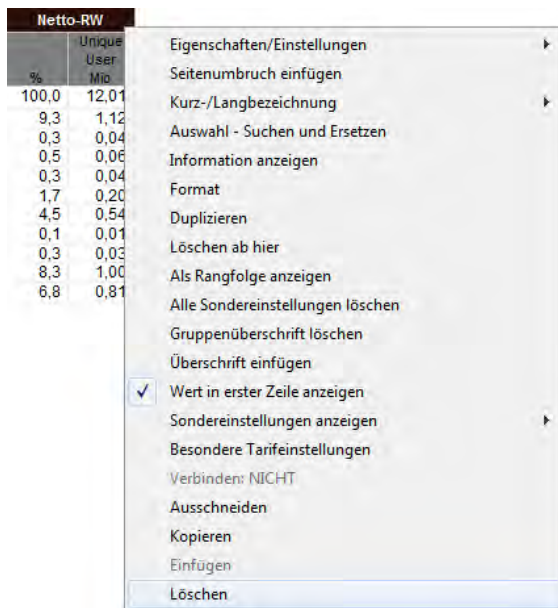 Netto-RW
Unique
User
% Mio
100,0 12,01
9,3 1,12
0,3 0,04
0,5 0,06
0,3 0,04
1,7 0,20
4,5 0,54
0,1 0,01
0,3 0,03
8,3 1,00
6,8 0,81
Eigenschaften/Einstellungen
Seitenumbruch einfügen
Kurz-/Langbezeichnung
Auswahl - Suchen und Ersetzen
Information anzeigen
Format
Duplizieren
Löschen ab hier
Als Rangfolge anzeigen
Alle Sondereinstellungen löschen
Gruppenüberschrift löschen
Überschrift einfügen
Wert in erster Zeile anzeigen
Sondereinstellungen anzeigen
Besondere Tarifeinstellungen
Verbinden: NICHT
Ausschneiden
Kopieren
Einfügen
Löschen